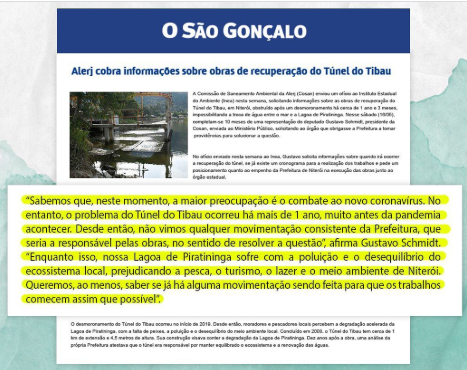 O SÃO GONÇALO
Alerj cobra informações sobre obras de recuperação do Túnel do Tibau
A Comissão de Saneamento Ambiental da Alerj (Cosan) enviou um ofício ao Instituto Estadual
do Ambiente (Inea) nesta semana, solicitando informações sobre as obras de recuperação do
Túnel do Tibau, em Niterói, obstruído após um desmoronamento há cerca de 1 ano e 3 meses,
impossibilitando a troca de água entre o mar e a Lagoa de Piratininga. Nesse sábado (16/05),
completam-se 10 meses de uma representação do deputado Gustavo Schmidt, presidente da
Cosan, enviada ao Ministério Público, solicitando ao órgão que obrigasse a Prefeitura a tomar
providências para solucionar a questão.
No ofício enviado nesta semana ao Inea, Gustavo solicita informações sobre quando irá ocorrer
a recuperação do túnel, se já existe um cronograma para a realização dos trabalhos e pede um
posicionamento quanto ao empenho da Prefeitura de Niterói na execução das obras junto ao
órgão estadual.
“Sabemos que, neste momento, a maior preocupação é o combate ao novo coronavírus. No
entanto, o problema do Túnel do Tibau ocorreu há mais de 1 ano, muito antes da pandemia
acontecer. Desde então, não vimos qualquer movimentação consistente da Prefeitura, que
seria a responsável pelas obras, no sentido de resolver a questão”, afirma Gustavo Schmidt.
“Enquanto isso, nossa Lagoa de Piratininga sofre com a poluição e o desequilíbrio do
ecossistema local, prejudicando a pesca, o turismo, o lazer e o meio ambiente de Niterói.
Queremos, ao menos, saber se já há alguma movimentação sendo feita para que os trabalhos
comecem assim que possível”.
O desmoronamento do Túnel do Tibau ocorreu no início de 2019. Desde então, moradores e pescadores locais percebem a degradação acelerada da
Lagoa de Piratininga, com a falta de peixes, a poluição e o desequilíbrio do meio ambiente local. Concluído em 2008, o Túnel do Tibau tem cerca de 1
km de extensão e 4,5 metros de altura. Sua construção visava conter a degradação da Lagoa de Piratininga. Dez anos após a obra, uma análise da
própria Prefeitura atestava que o túnel era responsável por manter equilibrado o ecossistema e a renovação das águas.